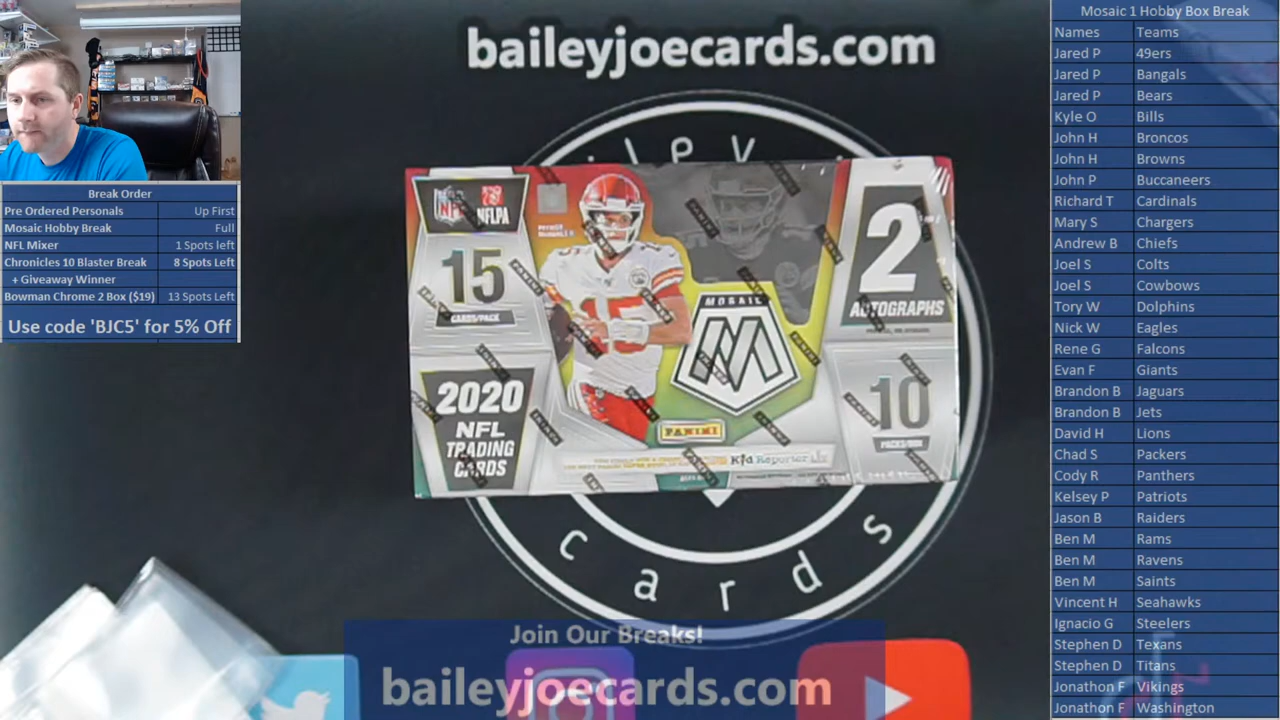 baileyjoecards.com
Break Order
Pre Ordered Personals Up First
Mosaic Hobby Break Full
NFL Mixer 1 Spots left
Chronicles 10 Blaster Break 8 Spots Left
+ Giveaway Winner
Bowman Chrome 2 Box ($19) 13 Spots Left
Use code 'BJC5' for 5% Off
NFL
NFLPA
15
CARDS/PACK
2020
NFL
TRADING
CARDS
15
MOSAIC
PANINI
2
AUTOGRAPHS
10
PACKS/BOX
Kid Reporter
iley
cards
Join Our Breaks!
baileyjoecards.com
Mosaic 1 Hobby Box Break
Names Teams
Jared P 49ers
Jared P Bangals
Jared P Bears
Kyle O Bills
John H Broncos
John H Browns
John P Buccaneers
Richard T Cardinals
Mary S Chargers
Andrew B Chiefs
Joel S Colts
Joel S Cowbows
Tory W Dolphins
Nick W Eagles
Rene G Falcons
Evan F Giants
Brandon B Jaguars
Brandon B Jets
David H Lions
Chad S Packers
Cody R Panthers
Kelsey P Patriots
Jason B Raiders
Ben M Rams
Ben M Ravens
Ben M Saints
Vincent H Seahawks
Ignacio G Steelers
Stephen D Texans
Stephen D Titans
Jonathon F Vikings
Jonathon F Washington